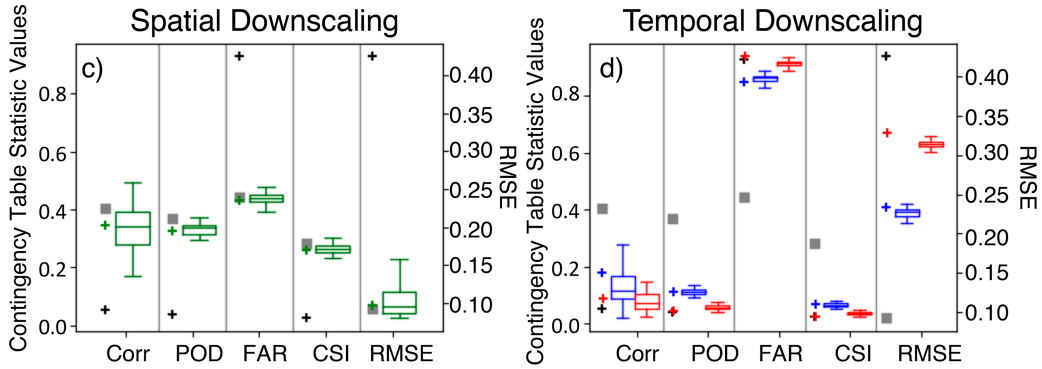 Spatial Downscaling
Contingency Table Statistic Values
c)
0.8
0.6
0.4
0.2
0.0
Corr
POD
FAR
CSI
RMSE
0.40
0.35
0.30
0.25
0.20
0.15
0.10
RMSE
Temporal Downscaling
Contingency Table Statistic Values
d)
0.8
0.6
0.4
0.2
0.0
Corr
POD
FAR
CSI
RMSE
0.40
0.35
0.30
0.25
0.20
0.15
0.10
RMSE